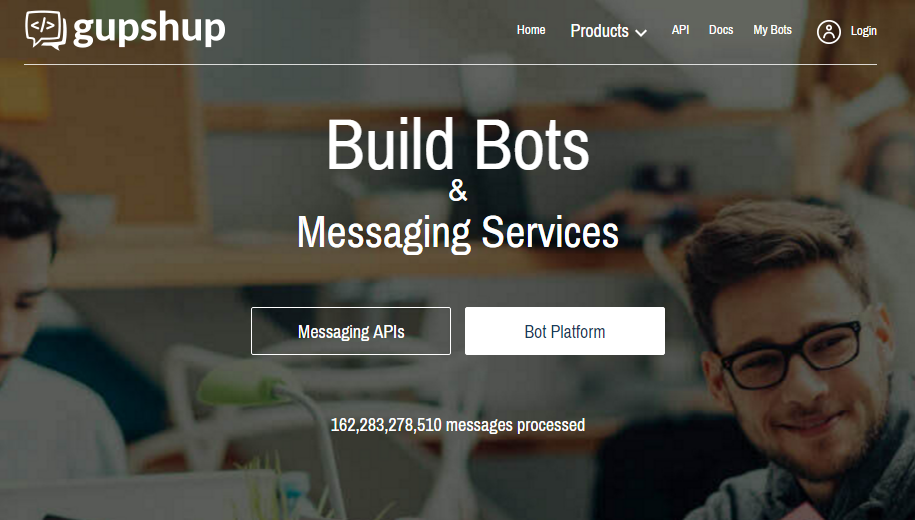 </> gupshup
Home Products API Docs My Bots Login
Build Bots
&
Messaging Services
Messaging APIs Bot Platform
162,283,278,510 messages processed